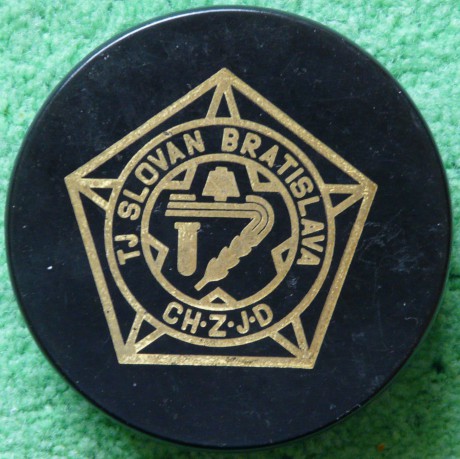 TJ SLOVAN BRATISLAVA
CH·Z·J·D